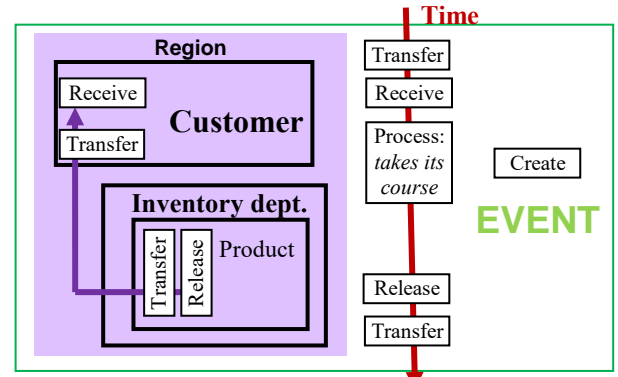 Time
Region
Transfer
Receive
Receive
Customer
Transfer
Process:
takes its
course
Create
Inventory dept.
EVENT
Transfer
Release
Product
Release
Transfer